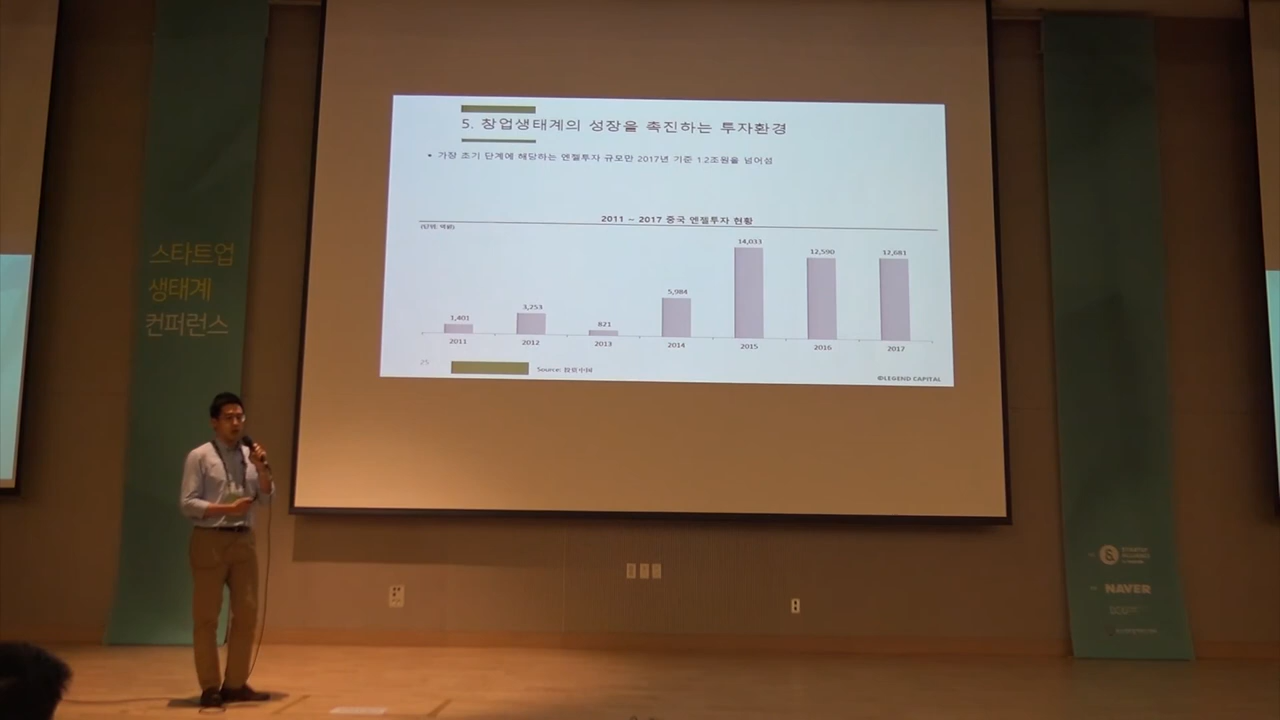 5. 창업생태계의 성장을 촉진하는 투자환경
• 가장 초기 단계에 해당하는 엔젤투자 규모만 2017년 기준 1.2조원을 넘어섬
2011 ~ 2017 중국 엔젤투자 현황
(단위: 억원)
1,401
3,253
821
5,984
14,033
12,590
12,681
2011
2012
2013
2014
2015
2016
2017
25
Source: 投资中国
©LEGEND CAPITAL
스타트업
생태계
컨퍼런스
NAVER